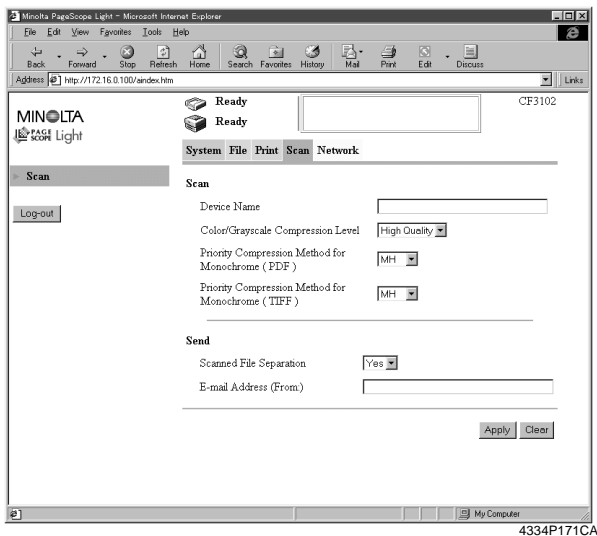 Minolta PageScope Light - Microsoft Internet Explorer
File Edit View Favorites Tools Help
Back Forward Stop Refresh Home Search Favorites History Mail Print Edit Discuss
Address http://172.16.0.100/aindex.htm Links
MINOLTA
PAGE SCOPE Light
Ready
Ready
CF3102
System File Print Scan Network
Scan
Log-out
Scan
Device Name
Color/Grayscale Compression Level High Quality
Priority Compression Method for
Monochrome ( PDF ) MH
Priority Compression Method for
Monochrome ( TIFF ) MH
Send
Scanned File Separation Yes
E-mail Address (From:)
Apply Clear
My Computer
4334P171CA